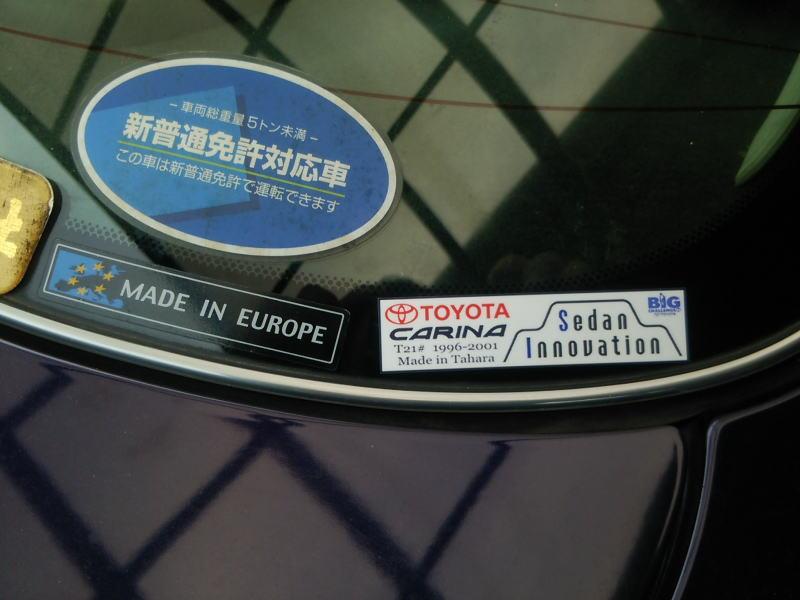 - 車両総重量 5トン未満 -
新普通免許対応車
この車は新普通免許で運転できます
MADE IN EUROPE
TOYOTA
CARINA
T21# 1996-2001
Made in Tahara
Sedan
Innovation
BIG